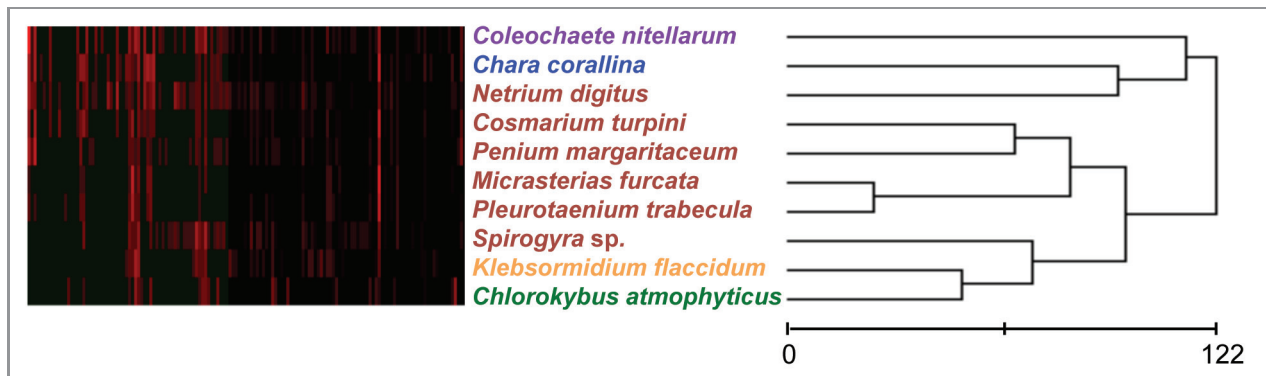 Coleochaete nitellarum
Chara corallina
Netrium digitus
Cosmarium turpini
Penium margaritaceum
Micrasterias furcata
Pleurotaenium trabecula
Spirogyra sp.
Klebsormidium flaccidum
Chlorokybus atmophyticus
0 122